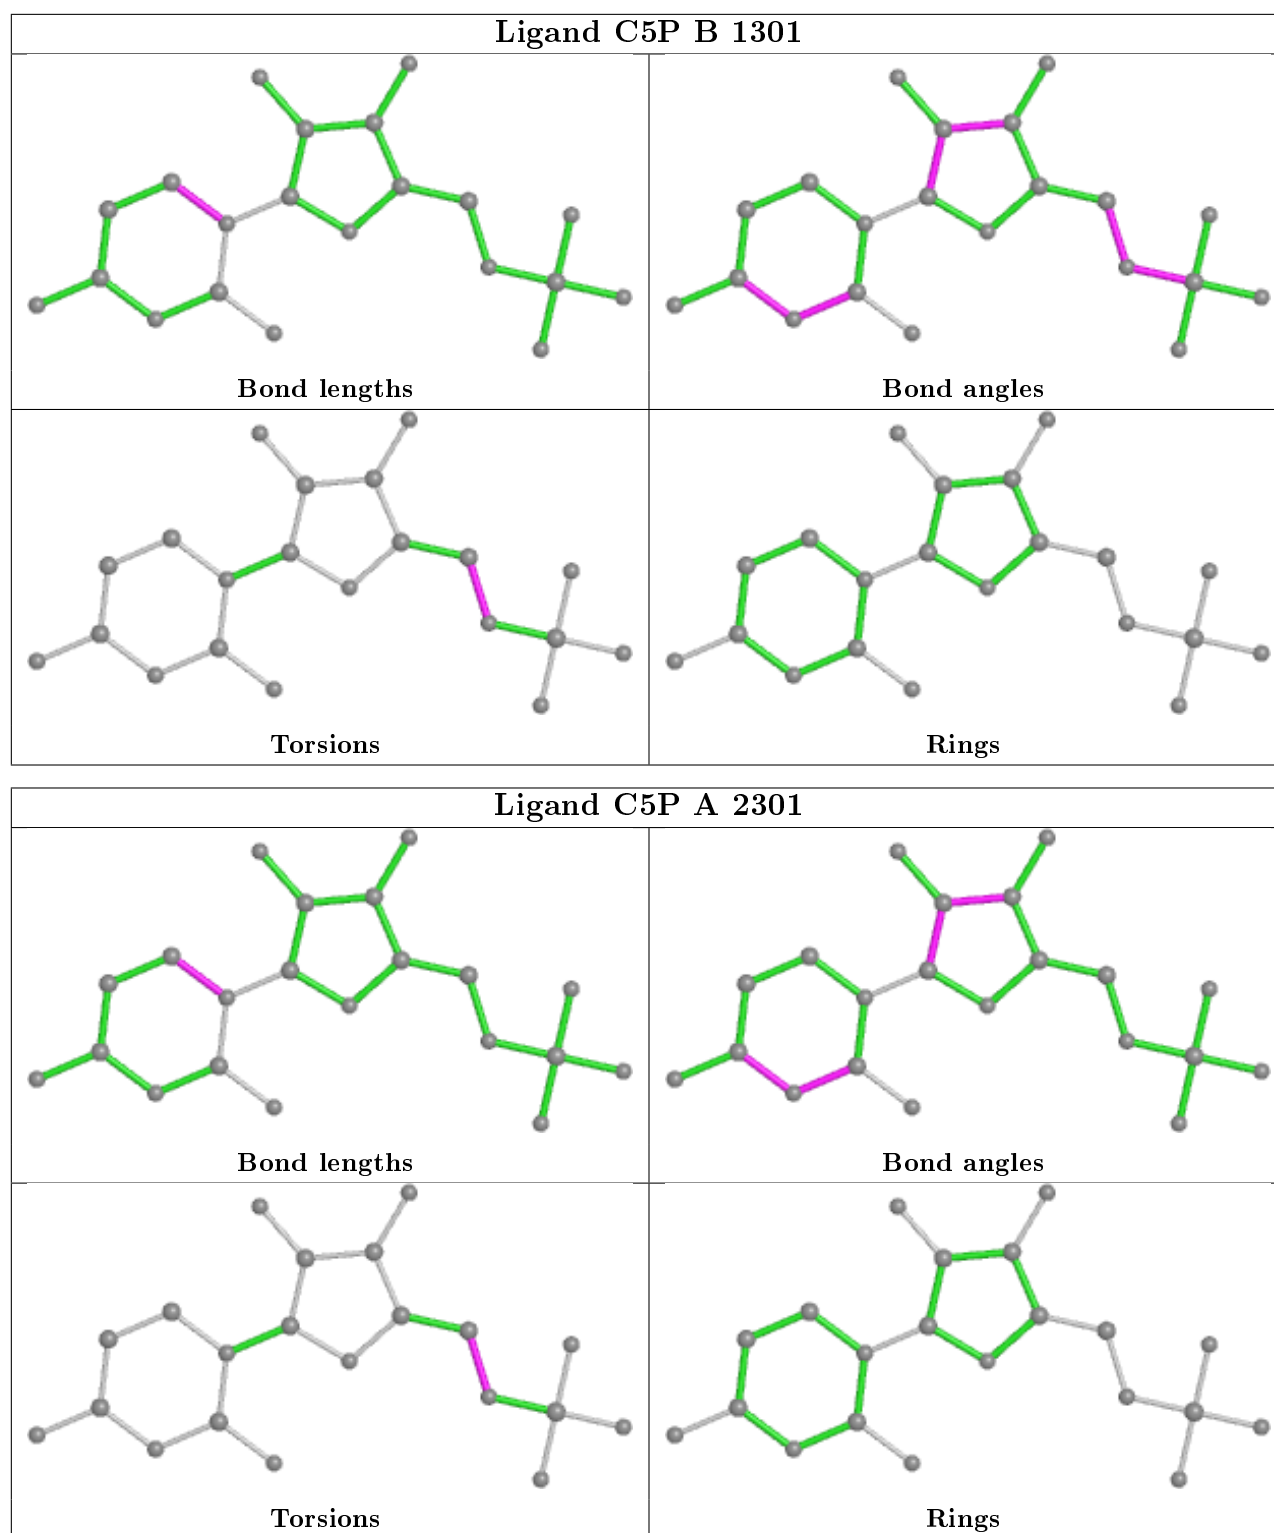 Ligand C5P B 1301
Bond lengths
Bond angles
Torsions
Rings
Ligand C5P A 2301
Bond lengths
Bond angles
Torsions
Rings